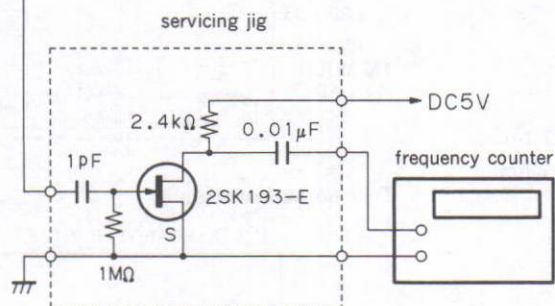 servicing jig
DC5V
2.4kΩ
0.01μF
frequency counter
1pF
2SK193-E
S
1MΩ